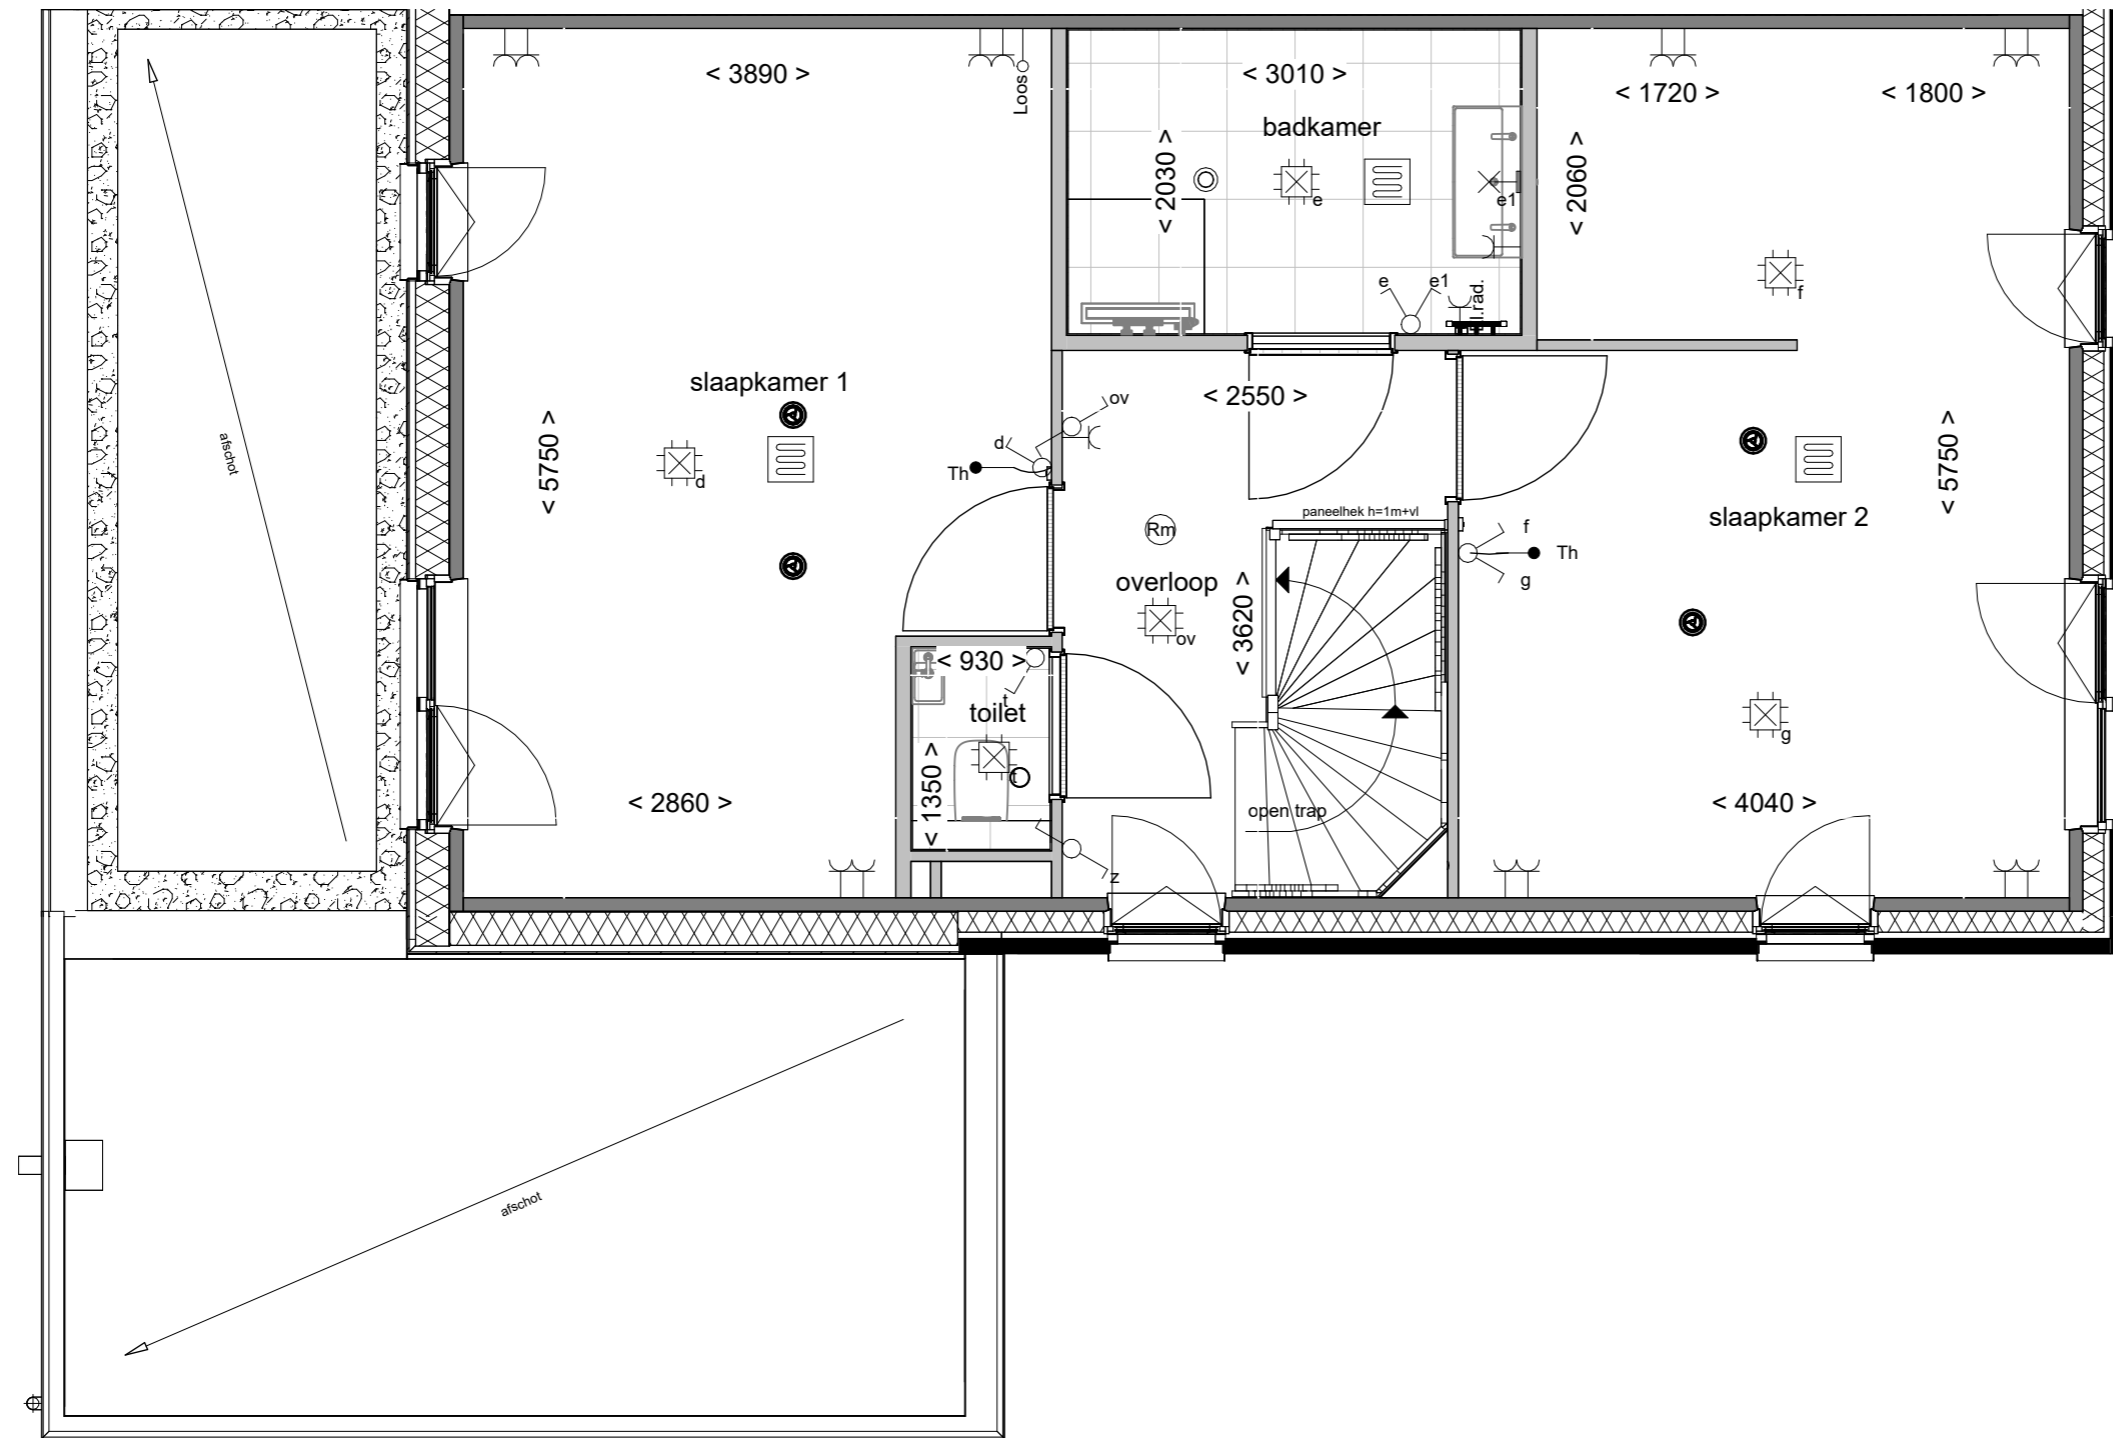 < 3890 >
Loos
< 3010 >
badkamer
< 2030 >
e
e1
< 2060 >
< 1720 >
< 1800 >
f
e
e1
slaapkamer 1
< 5750 >
d
d
Th
ov
< 2550 >
paneelhek h=1m+vl
Rm
overloop
ov
< 3620 >
f
Th
g
slaapkamer 2
< 5750 >
g
< 4040 >
< 930 >
t
toilet
t
< 1350 >
< 2860 >
open trap
z
afschot
afschot